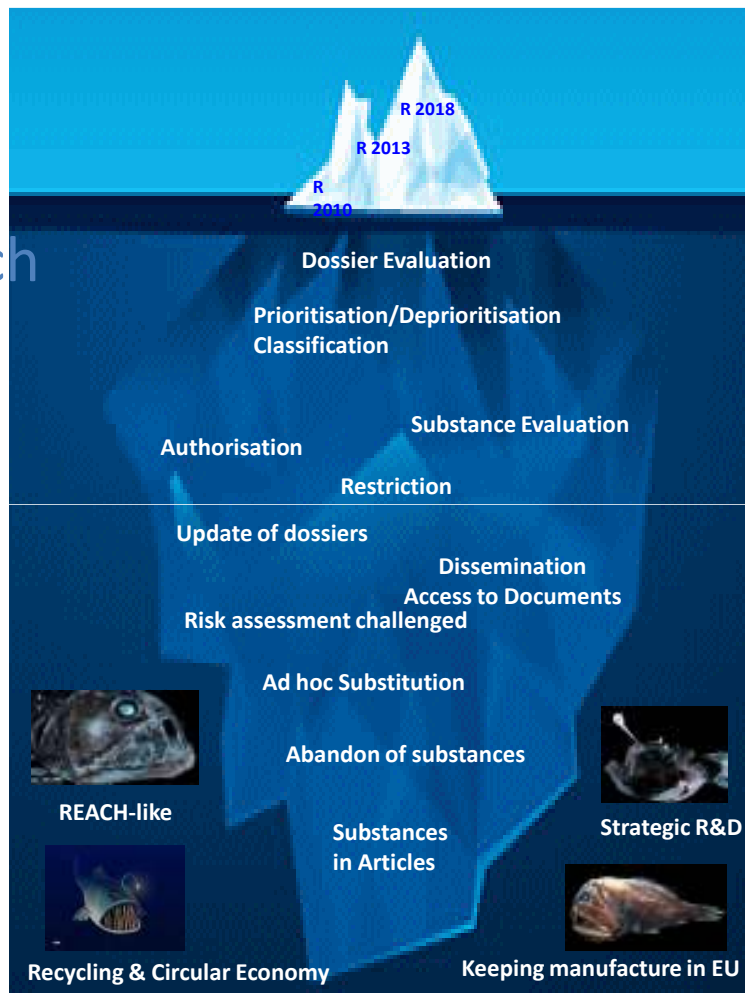 R 2018
R 2013
R
2010
ch
Dossier Evaluation
Prioritisation/Deprioritisation
Classification
Substance Evaluation
Authorisation
Restriction
Update of dossiers
Dissemination
Access to Documents
Risk assessment challenged
Ad hoc Substitution
Abandon of substances
REACH-like
Strategic R&D
Substances
in Articles
Recycling & Circular Economy
Keeping manufacture in EU